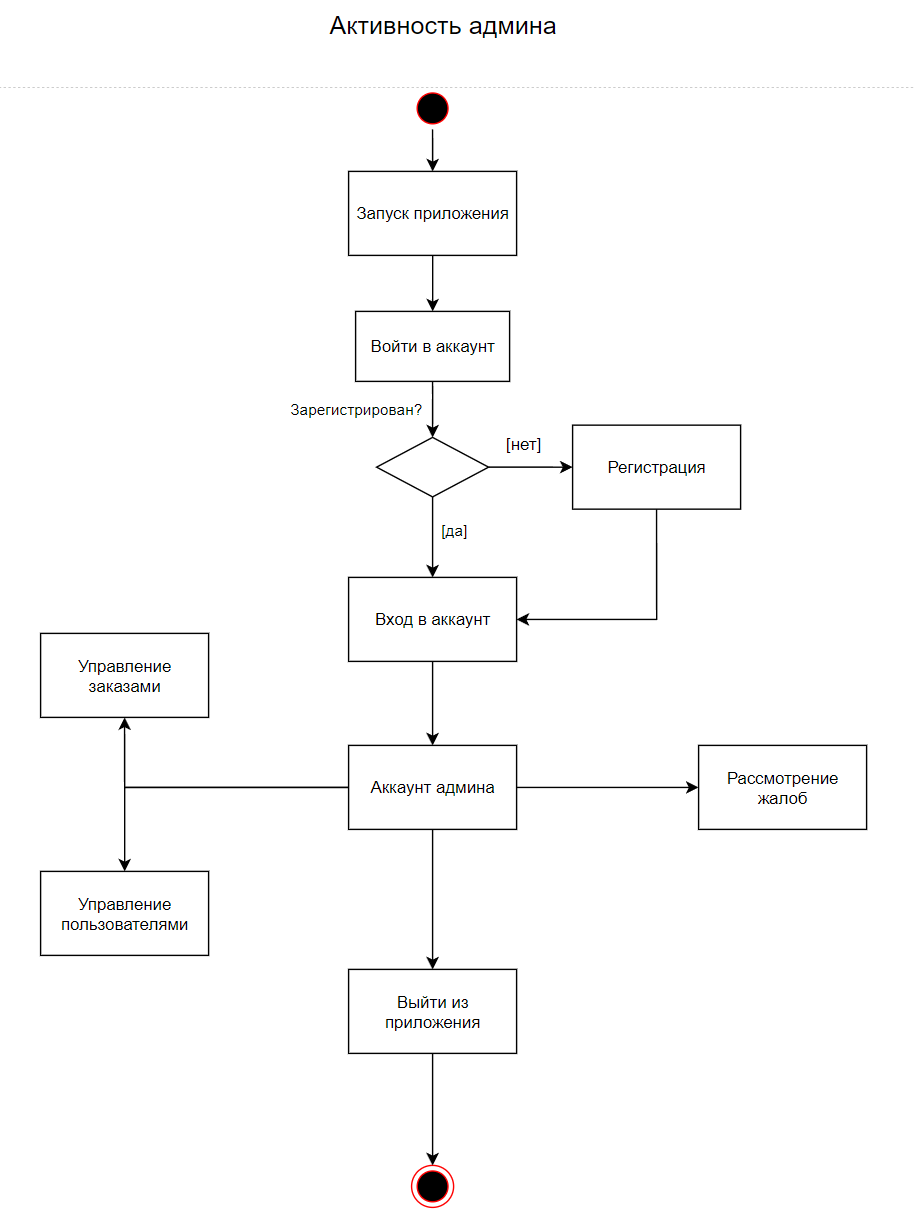 Активность админа
Запуск приложения
Войти в аккаунт
Зарегистрирован?
[нет]
Регистрация
[да]
Вход в аккаунт
Управление
заказами
Аккаунт админа
Рассмотрение
жалоб
Управление
пользователями
Выйти из
приложения